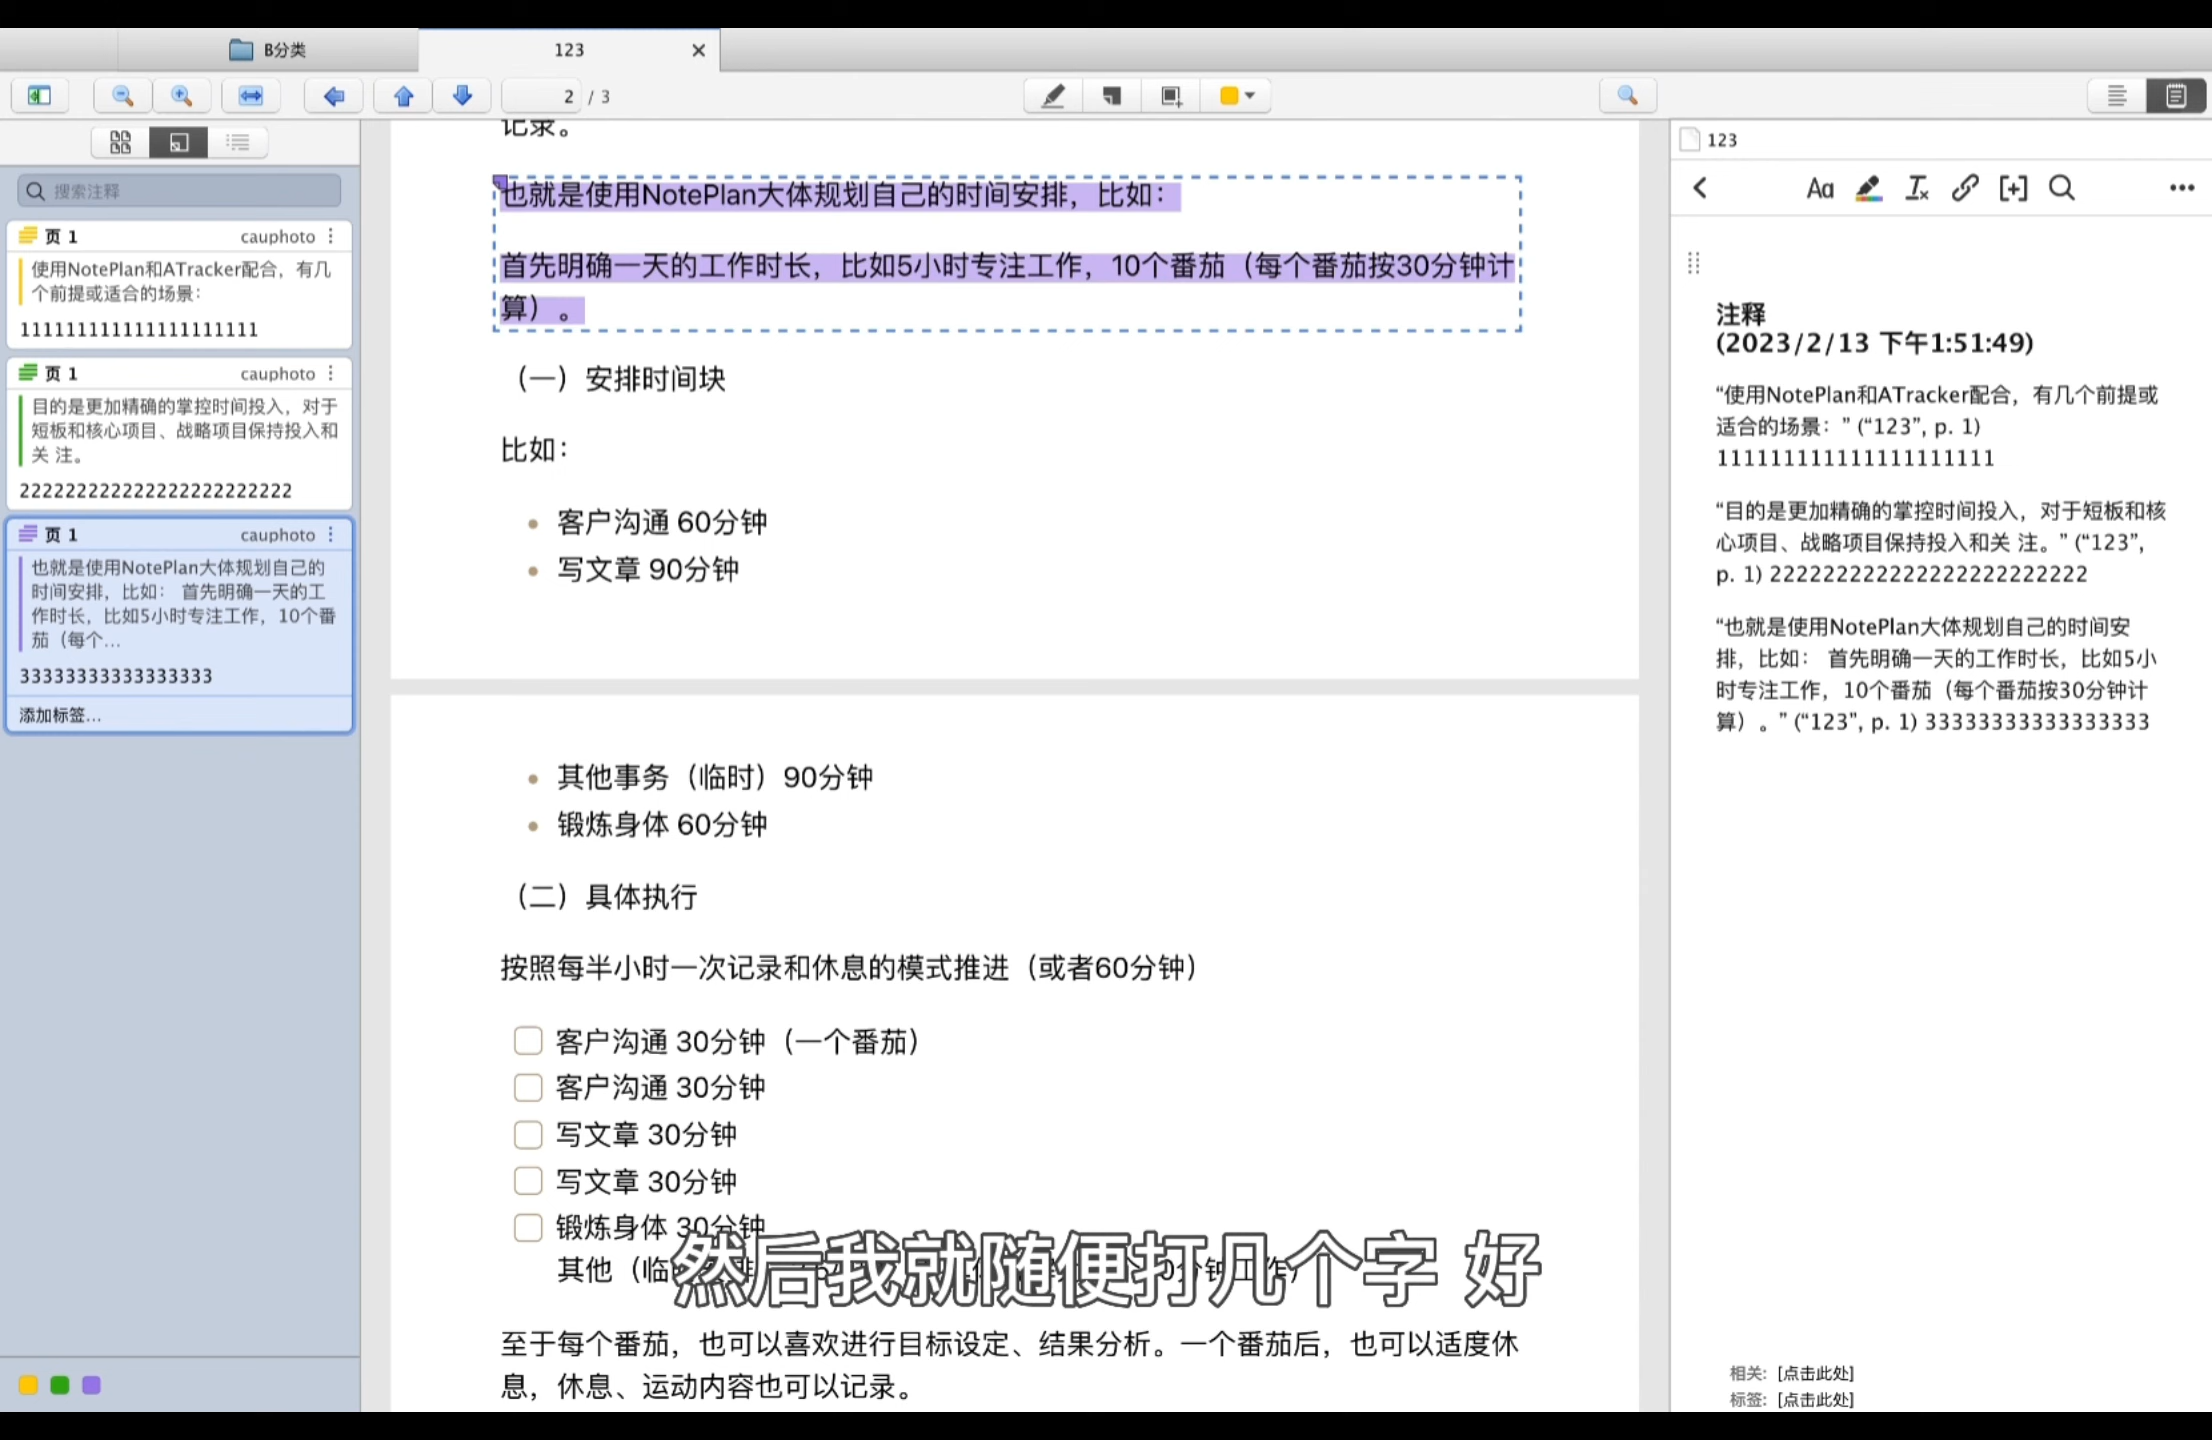 B分类
123
2 / 3
搜索注释
页 1 cauphoto
使用NotePlan和ATracker配合，有几
个前提或适合的场景：
111111111111111111111
页 1 cauphoto
目的是更加精确的掌控时间投入，对于
短板和核心项目、战略项目保持投入和
关 注。
222222222222222222222222
页 1 cauphoto
也就是使用NotePlan大体规划自己的
时间安排，比如： 首先明确一天的工
作时长，比如5小时专注工作，10个番
茄（每个...
33333333333333333
添加标签...
记录。
也就是使用NotePlan大体规划自己的时间安排，比如：
首先明确一天的工作时长，比如5小时专注工作，10个番茄（每个番茄按30分钟计
算）。
（一）安排时间块
比如：
客户沟通 60分钟
写文章 90分钟
其他事务（临时）90分钟
锻炼身体 60分钟
（二）具体执行
按照每半小时一次记录和休息的模式推进（或者60分钟）
客户沟通 30分钟（一个番茄）
客户沟通 30分钟
写文章 30分钟
写文章 30分钟
锻炼身体 30分钟
其他（临
然后我就随便打几个字 好
至于每个番茄，也可以喜欢进行目标设定、结果分析。一个番茄后，也可以适度休
息，休息、运动内容也可以记录。
123
Aa
注释
(2023/2/13 下午1:51:49)
“使用NotePlan和ATracker配合，有几个前提或
适合的场景：” (“123”, p. 1)
111111111111111111111
“目的是更加精确的掌控时间投入，对于短板和核
心项目、战略项目保持投入和关 注。” (“123”,
p. 1) 222222222222222222222222
“也就是使用NotePlan大体规划自己的时间安
排，比如： 首先明确一天的工作时长，比如5小
时专注工作，10个番茄（每个番茄按30分钟计
算）。” (“123”, p. 1) 33333333333333333
相关: [点击此处]
标签: [点击此处]